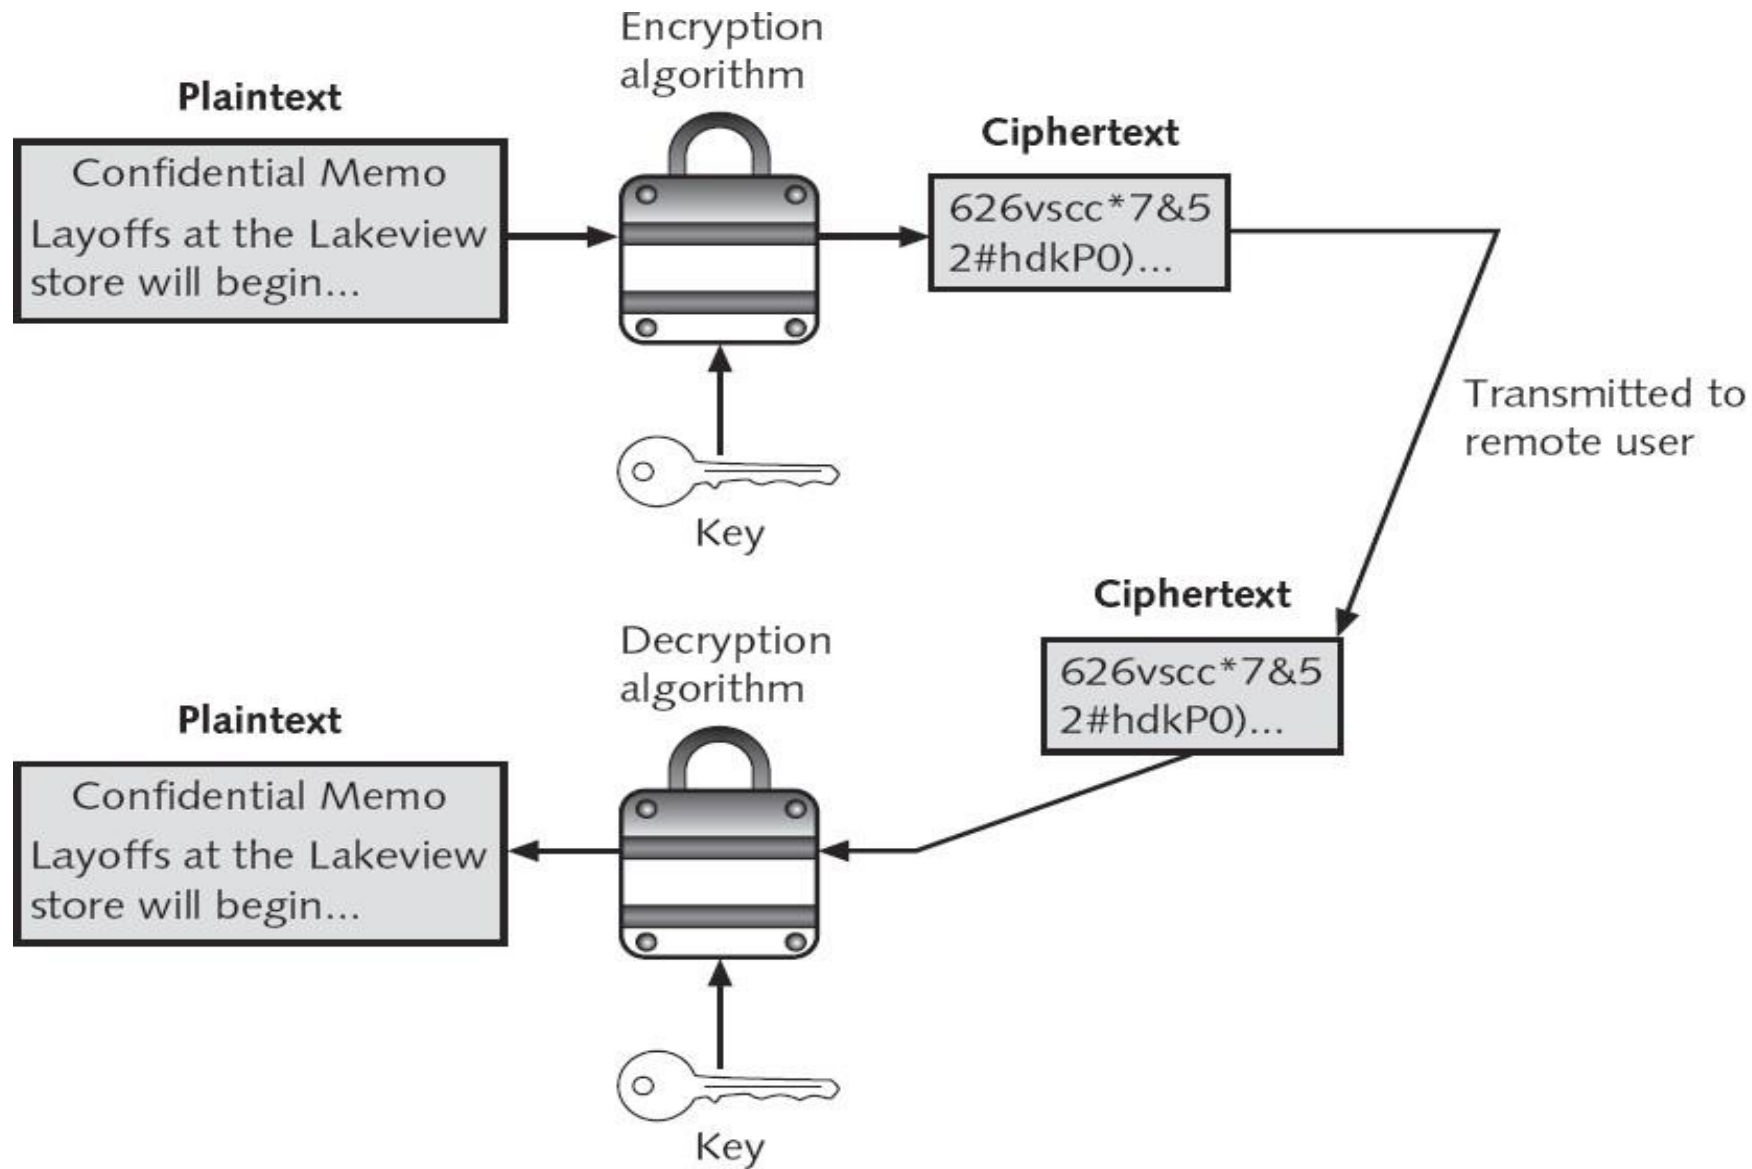 Encryption
algorithm
Plaintext
Confidential Memo
Layoffs at the Lakeview
store will begin...
Ciphertext
626vscc*7&5
2#hdkP0)...
Key
Transmitted to
remote user
Ciphertext
626vscc*7&5
2#hdkP0)...
Decryption
algorithm
Plaintext
Confidential Memo
Layoffs at the Lakeview
store will begin...
Key